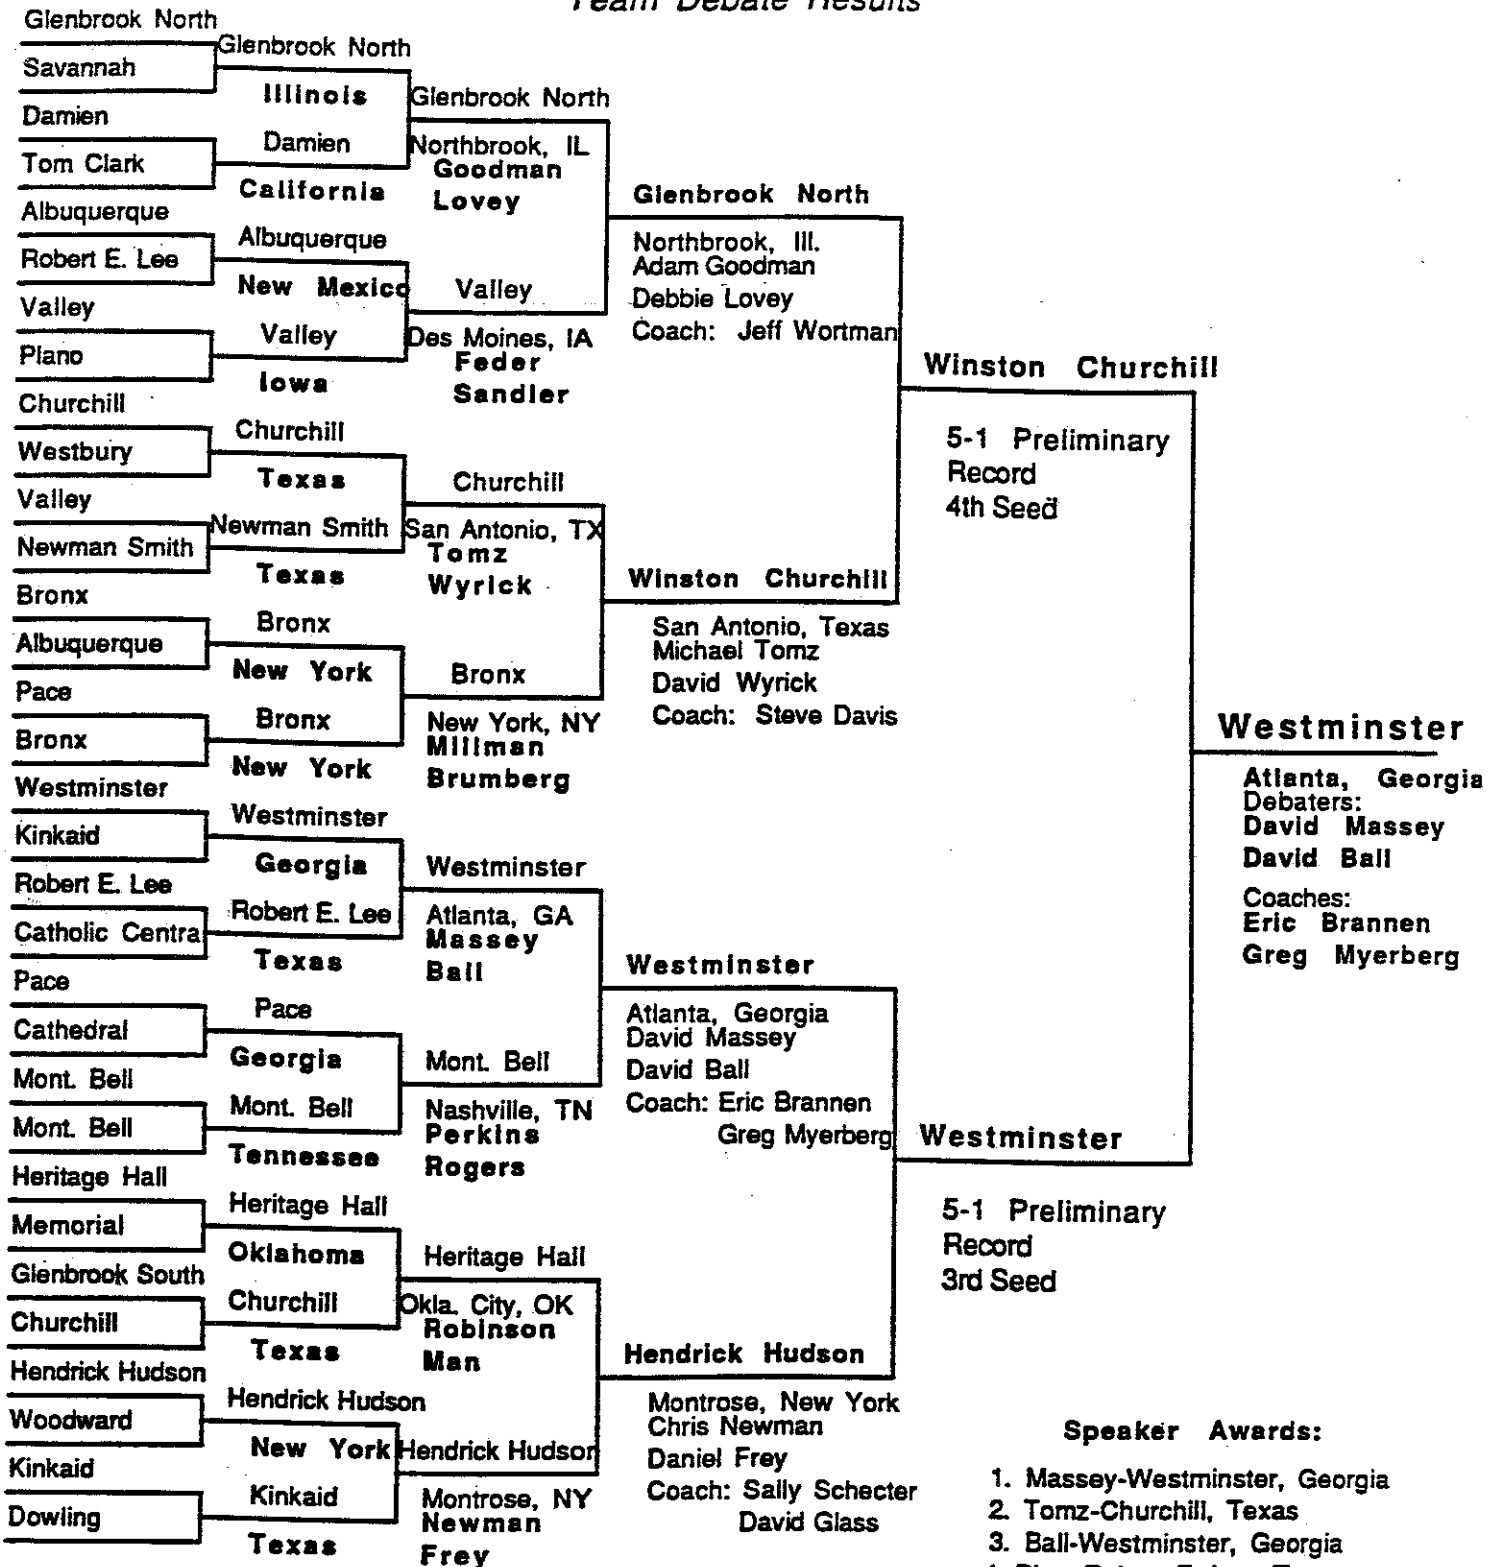 Team Debate Results
Glenbrook North
Savannah
Damien
Tom Clark
Albuquerque
Robert E. Lee
Valley
Plano
Churchill
Westbury
Valley
Newman Smith
Bronx
Albuquerque
Pace
Bronx
Westminster
Kinkaid
Robert E. Lee
Catholic Centra
Pace
Cathedral
Mont. Bell
Mont. Bell
Heritage Hall
Memorial
Glenbrook South
Churchill
Hendrick Hudson
Woodward
Kinkaid
Dowling
Glenbrook North
Illinois
Damien
California
Albuquerque
New Mexico
Valley
Iowa
Churchill
Texas
Newman Smith
Texas
Bronx
New York
Bronx
New York
Westminster
Georgia
Robert E. Lee
Texas
Pace
Georgia
Mont. Bell
Tennessee
Heritage Hall
Oklahoma
Churchill
Texas
Hendrick Hudson
New York
Kinkaid
Texas
Glenbrook North
Northbrook, IL
Goodman
Lovey
Valley
Des Moines, IA
Feder
Sandler
Churchill
San Antonio, TX
Tomz
Wyrick
Bronx
New York, NY
Millman
Brumberg
Westminster
Atlanta, GA
Massey
Ball
Mont. Bell
Nashville, TN
Perkins
Rogers
Heritage Hall
Okla. City, OK
Robinson
Man
Hendrick Hudson
Montrose, NY
Newman
Frey
Glenbrook North
Northbrook, Ill.
Adam Goodman
Debbie Lovey
Coach: Jeff Wortman
Winston Churchill
San Antonio, Texas
Michael Tomz
David Wyrick
Coach: Steve Davis
Westminster
Atlanta, Georgia
David Massey
David Ball
Coach: Eric Brannen
Greg Myerberg
Hendrick Hudson
Montrose, New York
Chris Newman
Daniel Frey
Coach: Sally Schecter
David Glass
Winston Churchill
5-1 Preliminary
Record
4th Seed
Westminster
5-1 Preliminary
Record
3rd Seed
Westminster
Atlanta, Georgia
Debaters:
David Massey
David Ball
Coaches:
Eric Brannen
Greg Myerberg
Speaker Awards:
1. Massey-Westminster, Georgia
2. Tomz-Churchill, Texas
3. Ball-Westminster, Georgia